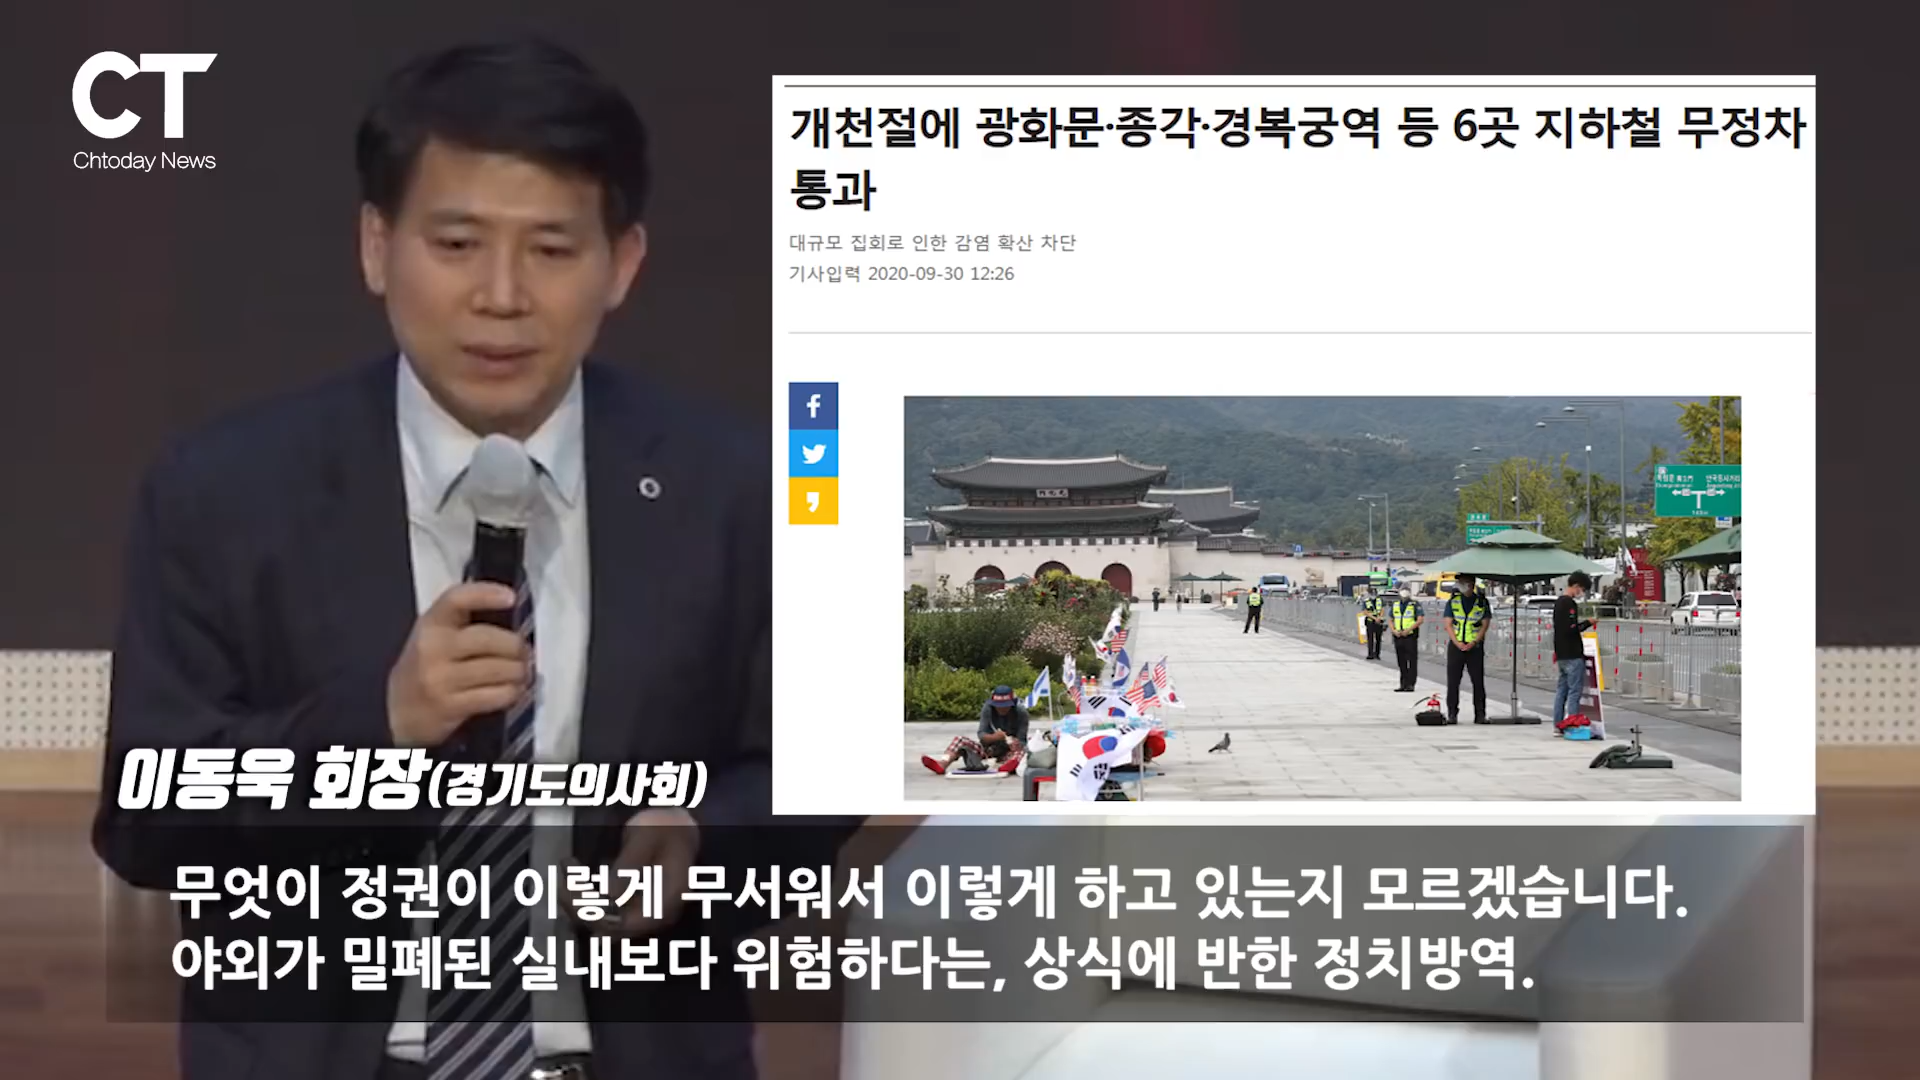 CT
Chtoday News
개천절에 광화문·종각·경복궁역 등 6곳 지하철 무정차
통과
대규모 집회로 인한 감염 확산 차단
기사입력 2020-09-30 12:26
이동욱 회장(경기도의사회)
무엇이 정권이 이렇게 무서워서 이렇게 하고 있는지 모르겠습니다.
야외가 밀폐된 실내보다 위험하다는, 상식에 반한 정치방역.